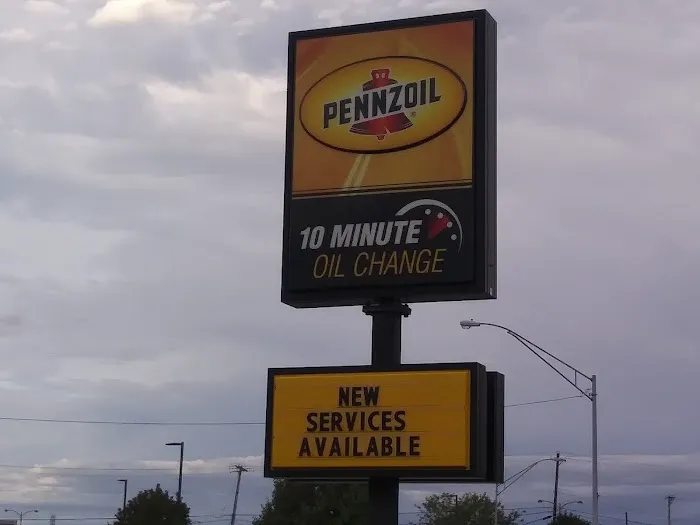 PENNZOIL
10 MINUTE
OIL CHANGE
NEW
SERVICES
AVAILABLE